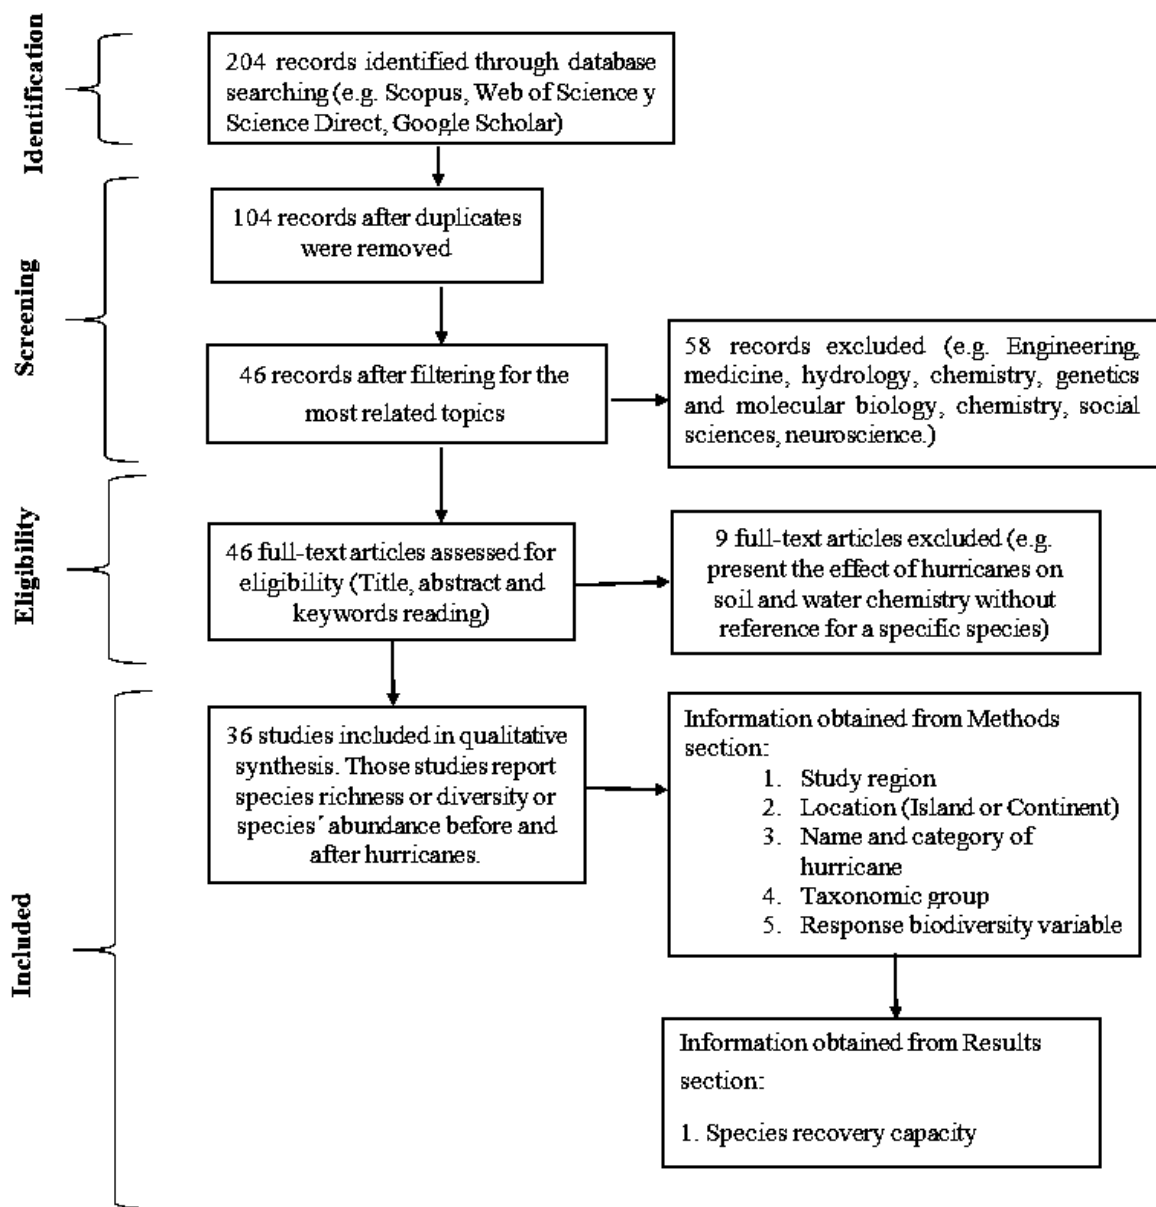 Identification
204 records identified through database
searching (e.g. Scopus, Web of Science y
Science Direct, Google Scholar)
Screening
104 records after duplicates
were removed
46 records after filtering for the
most related topics
58 records excluded (e.g. Engineering,
medicine, hydrology, chemistry, genetics
and molecular biology, chemistry, social
sciences, neuroscience.)
Eligibility
46 full-text articles assessed for
eligibility (Title, abstract and
keywords reading)
9 full-text articles excluded (e.g.
present the effect of hurricanes on
soil and water chemistry without
reference for a specific species)
Included
36 studies included in qualitative
synthesis. Those studies report
species richness or diversity or
species´ abundance before and
after hurricanes.
Information obtained from Methods
section:
1. Study region
2. Location (Island or Continent)
3. Name and category of
hurricane
4. Taxonomic group
5. Response biodiversity variable
Information obtained from Results
section:
1. Species recovery capacity